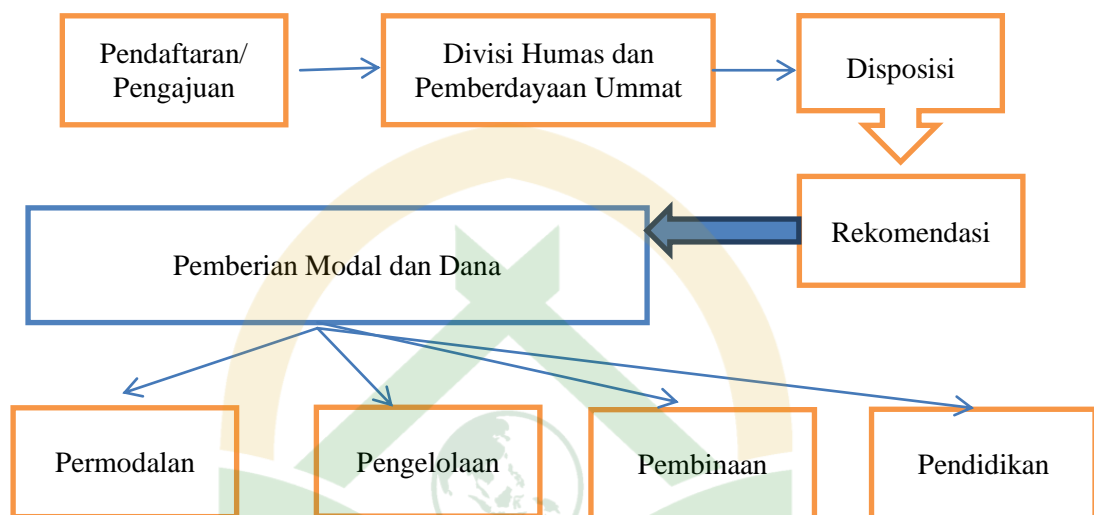 Pendaftaran/
Pengajuan
Divisi Humas dan
Pemberdayaan Ummat
Disposisi
Rekomendasi
Pemberian Modal dan Dana
Permodalan
Pengelolaan
Pembinaan
Pendidikan